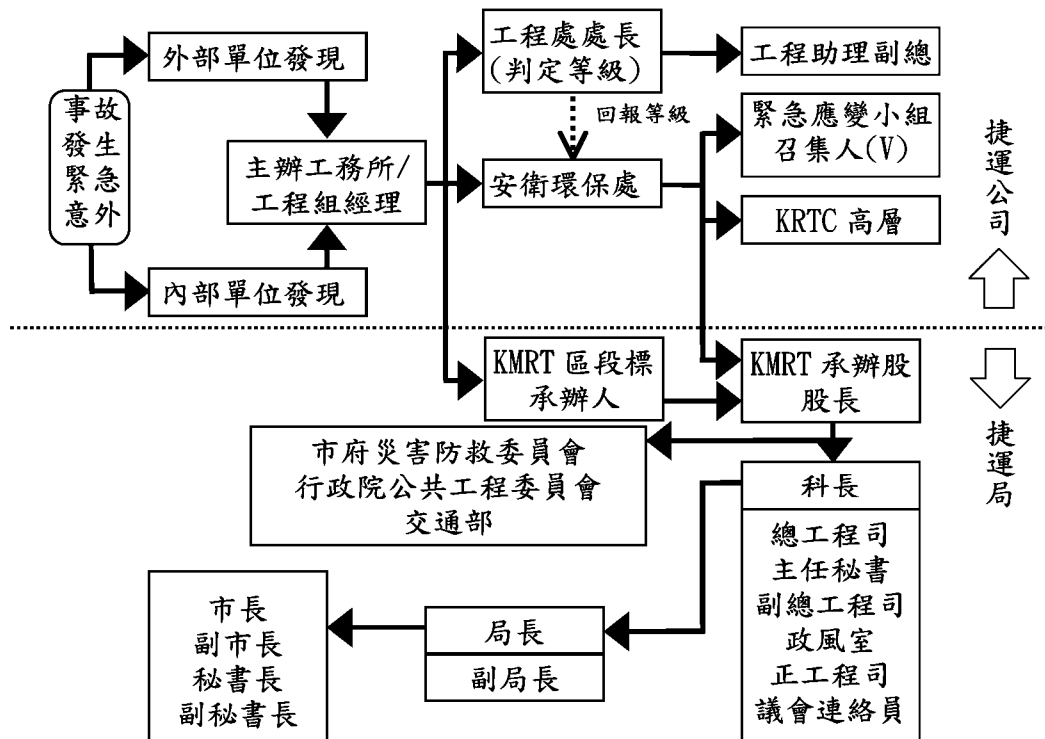 外部單位發現
工程處處長
(判定等級)
工程助理副總
事故
發生
緊急
意外
回報等級
緊急應變小組
召集人(V)
主辦工務所/
工程組經理
安衛環保處
KRTC 高層
內部單位發現
捷運公司
KMRT 區段標
承辦人
KMRT 承辦股
股長
捷運局
市府災害防救委員會
行政院公共工程委員會
交通部
科長
總工程司
主任秘書
副總工程司
政風室
正工程司
議會連絡員
局長
副局長
市長
副市長
秘書長
副秘書長